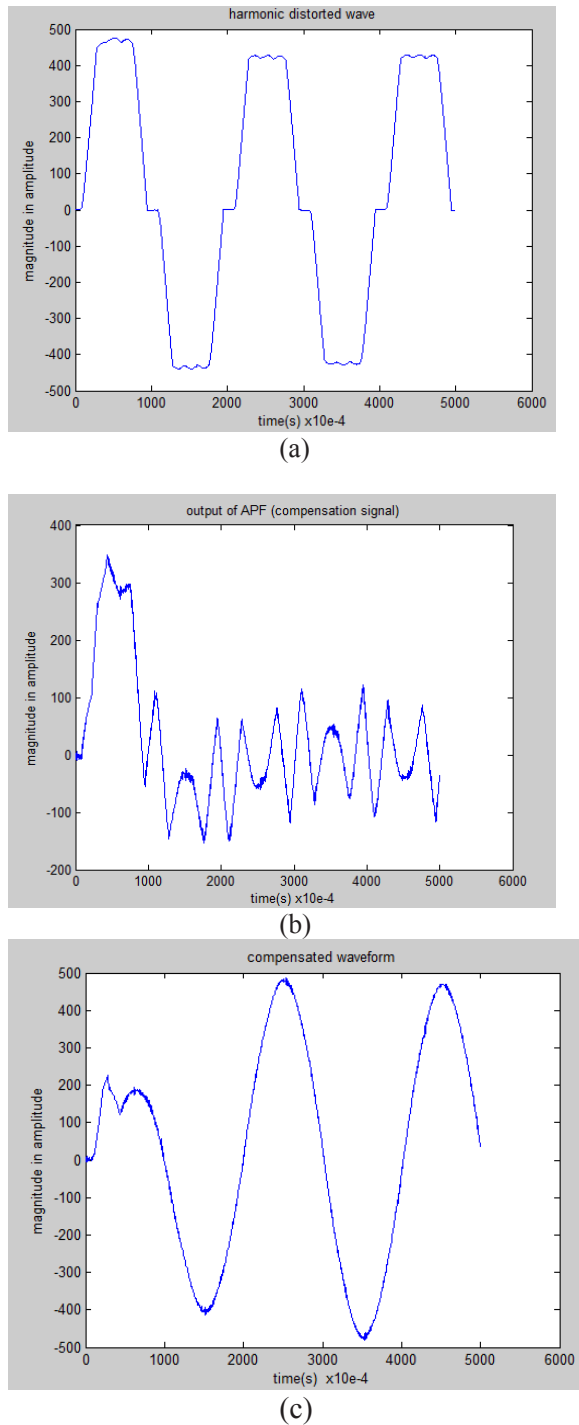 harmonic distorted wave
500
400
300
200
100
0
-100
-200
-300
-400
-500
magnitude in amplitude
0 1000 2000 3000 4000 5000 6000
time(s) x10e-4
(a)
output of APF (compensation signal)
400
300
200
100
0
-100
-200
magnitude in amplitude
0 1000 2000 3000 4000 5000 6000
time(s) x10e-4
(b)
compensated waveform
500
400
300
200
100
0
-100
-200
-300
-400
-500
magnitude in amplitude
0 1000 2000 3000 4000 5000 6000
time(s) x10e-4
(c)